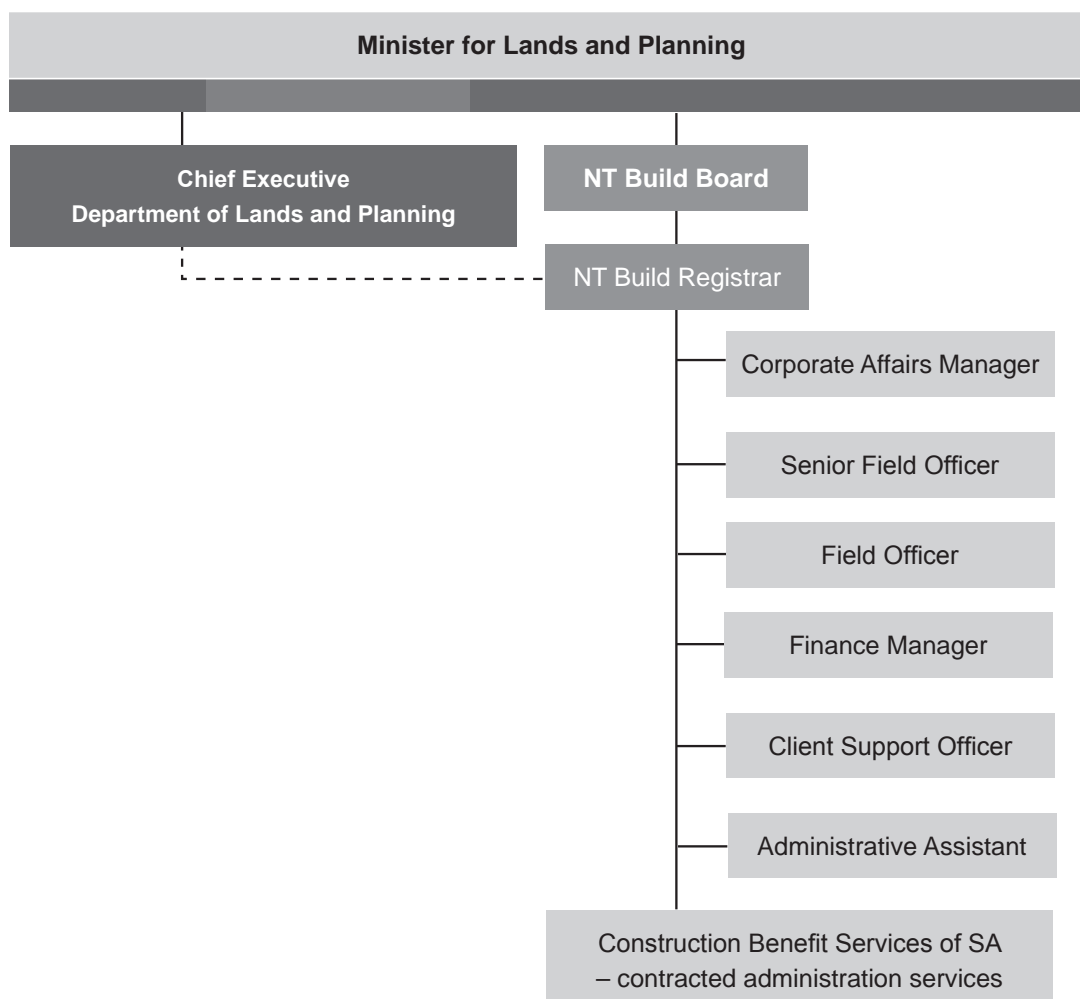 Minister for Lands and Planning
Chief Executive
Department of Lands and Planning
NT Build Board
NT Build Registrar
Corporate Affairs Manager
Senior Field Officer
Field Officer
Finance Manager
Client Support Officer
Administrative Assistant
Construction Benefit Services of SA
– contracted administration services